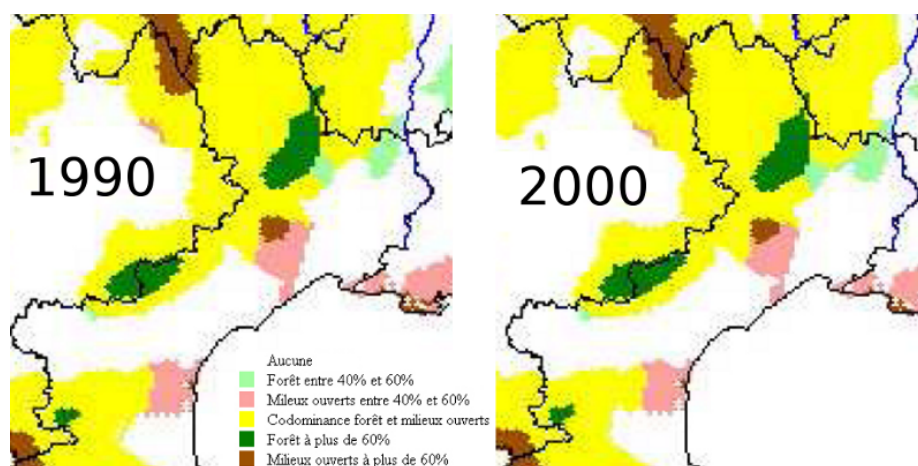 1990
2000
Aucune
Forêt entre 40% et 60%
Mileux ouverts entre 40% et 60%
Codominance forêt et milieux ouverts
Forêt à plus de 60%
Milieux ouverts à plus de 60%